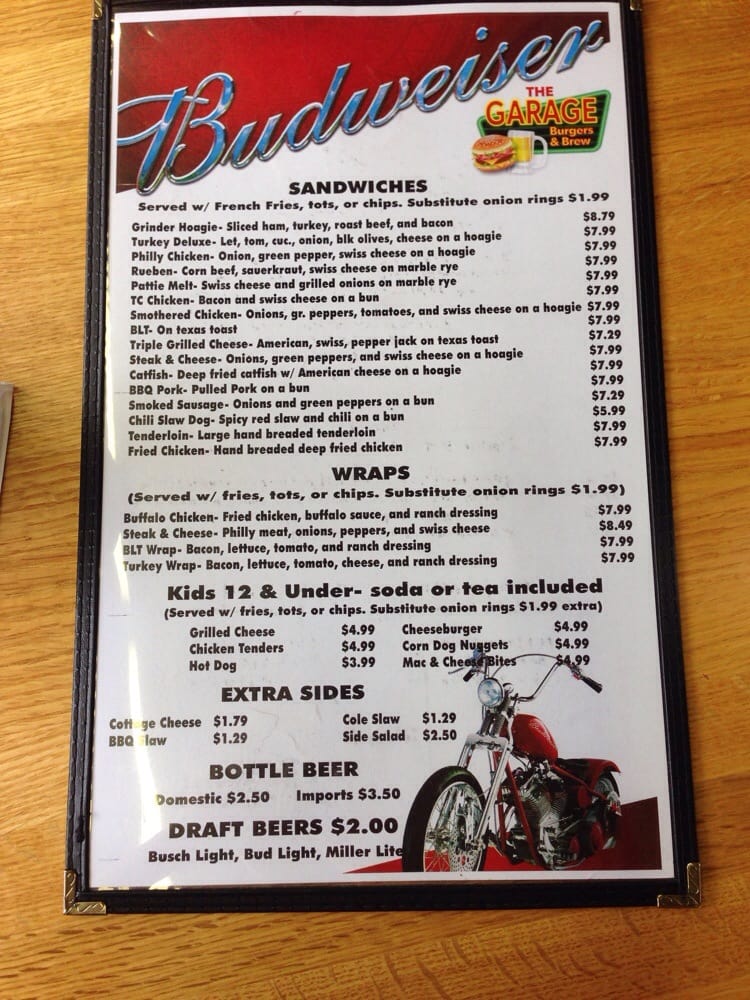 Budweiser
THE
GARAGE
Burgers
& Brew
SANDWICHES
Served w/ French Fries, tots, or chips. Substitute onion rings $1.99
Grinder Hoagie- Sliced ham, turkey, roast beef, and bacon $8.79
Turkey Deluxe- Let, tom, cuc., onion, blk olives, cheese on a hoagie $7.99
Philly Chicken- Onion, green pepper, swiss cheese on a hoagie $7.99
Rueben- Corn beef, sauerkraut, swiss cheese on marble rye $7.99
Pattie Melt- Swiss cheese and grilled onions on marble rye $7.99
TC Chicken- Bacon and swiss cheese on a bun $7.99
Smothered Chicken- Onions, gr. peppers, tomatoes, and swiss cheese on a hoagie $7.99
BLT- On texas toast $7.99
Triple Grilled Cheese- American, swiss, pepper jack on texas toast $7.29
Steak & Cheese- Onions, green peppers, and swiss cheese on a hoagie $7.99
Catfish- Deep fried catfish w/ American cheese on a hoagie $7.99
BBQ Pork- Pulled Pork on a bun $7.99
Smoked Sausage- Onions and green peppers on a bun $7.29
Chili Slaw Dog- Spicy red slaw and chili on a bun $5.99
Tenderloin- Large hand breaded tenderloin $7.99
Fried Chicken- Hand breaded deep fried chicken $7.99
WRAPS
(Served w/ fries, tots, or chips. Substitute onion rings $1.99)
Buffalo Chicken- Fried chicken, buffalo sauce, and ranch dressing $7.99
Steak & Cheese- Philly meat, onions, peppers, and swiss cheese $8.49
BLT Wrap- Bacon, lettuce, tomato, and ranch dressing $7.99
Turkey Wrap- Bacon, lettuce, tomato, cheese, and ranch dressing $7.99
Kids 12 & Under- soda or tea included
(Served w/ fries, tots, or chips. Substitute onion rings $1.99 extra)
Grilled Cheese $4.99 Cheeseburger $4.99
Chicken Tenders $4.99 Corn Dog Nuggets $4.99
Hot Dog $3.99 Mac & Cheese Bites $4.99
EXTRA SIDES
Cottage Cheese $1.79 Cole Slaw $1.29
BBQ Slaw $1.29 Side Salad $2.50
BOTTLE BEER
Domestic $2.50 Imports $3.50
DRAFT BEERS $2.00
Busch Light, Bud Light, Miller Lite